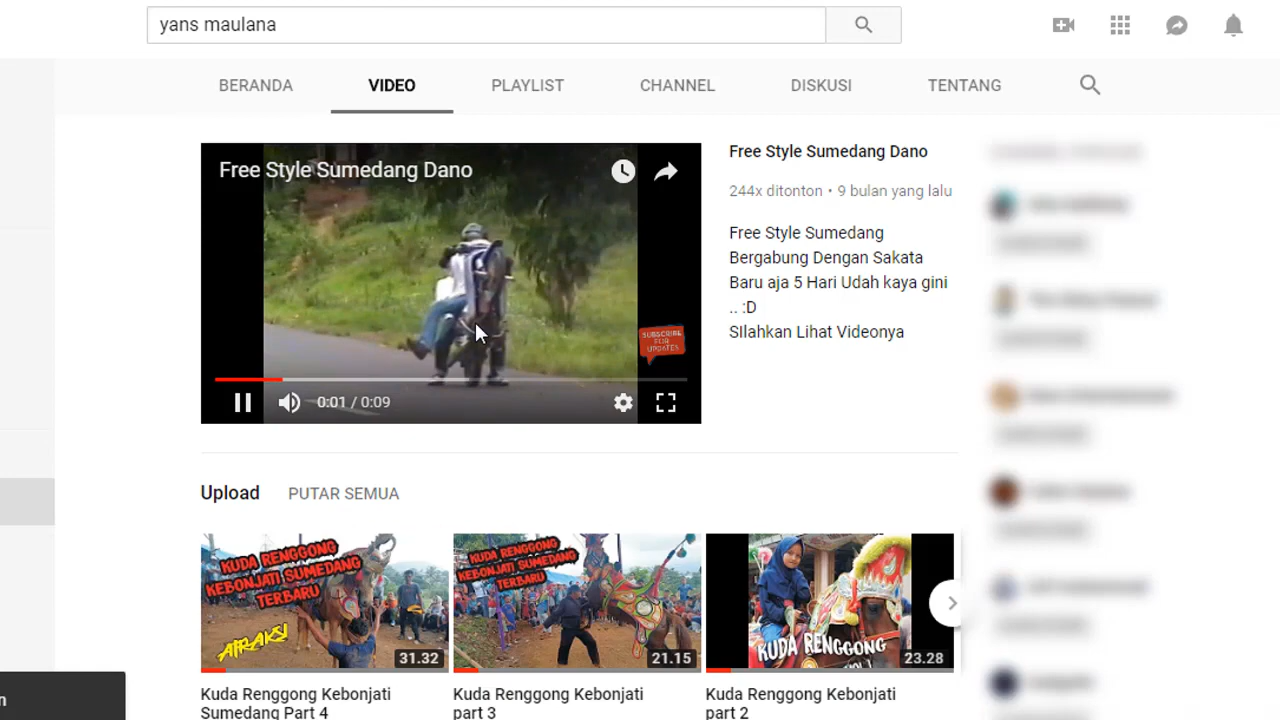 yans maulana
BERANDA
VIDEO
PLAYLIST
CHANNEL
DISKUSI
TENTANG
Free Style Sumedang Dano
SUBSCRIBE
FOR
UPDATES
0:01 / 0:09
Free Style Sumedang Dano
244x ditonton • 9 bulan yang lalu
Free Style Sumedang
Bergabung Dengan Sakata
Baru aja 5 Hari Udah kaya gini
.. :D
SIlahkan Lihat Videonya
Upload
PUTAR SEMUA
KUDA RENGGONG
KEBONJATI SUMEDANG
TERBARU
ATRAKSI
31.32
KUDA RENGGONG
KEBONJATI SUMEDANG
TERBARU
21.15
KUDA RENGGONG
23.28
Kuda Renggong Kebonjati
Sumedang Part 4
Kuda Renggong Kebonjati
part 3
Kuda Renggong Kebonjati
part 2